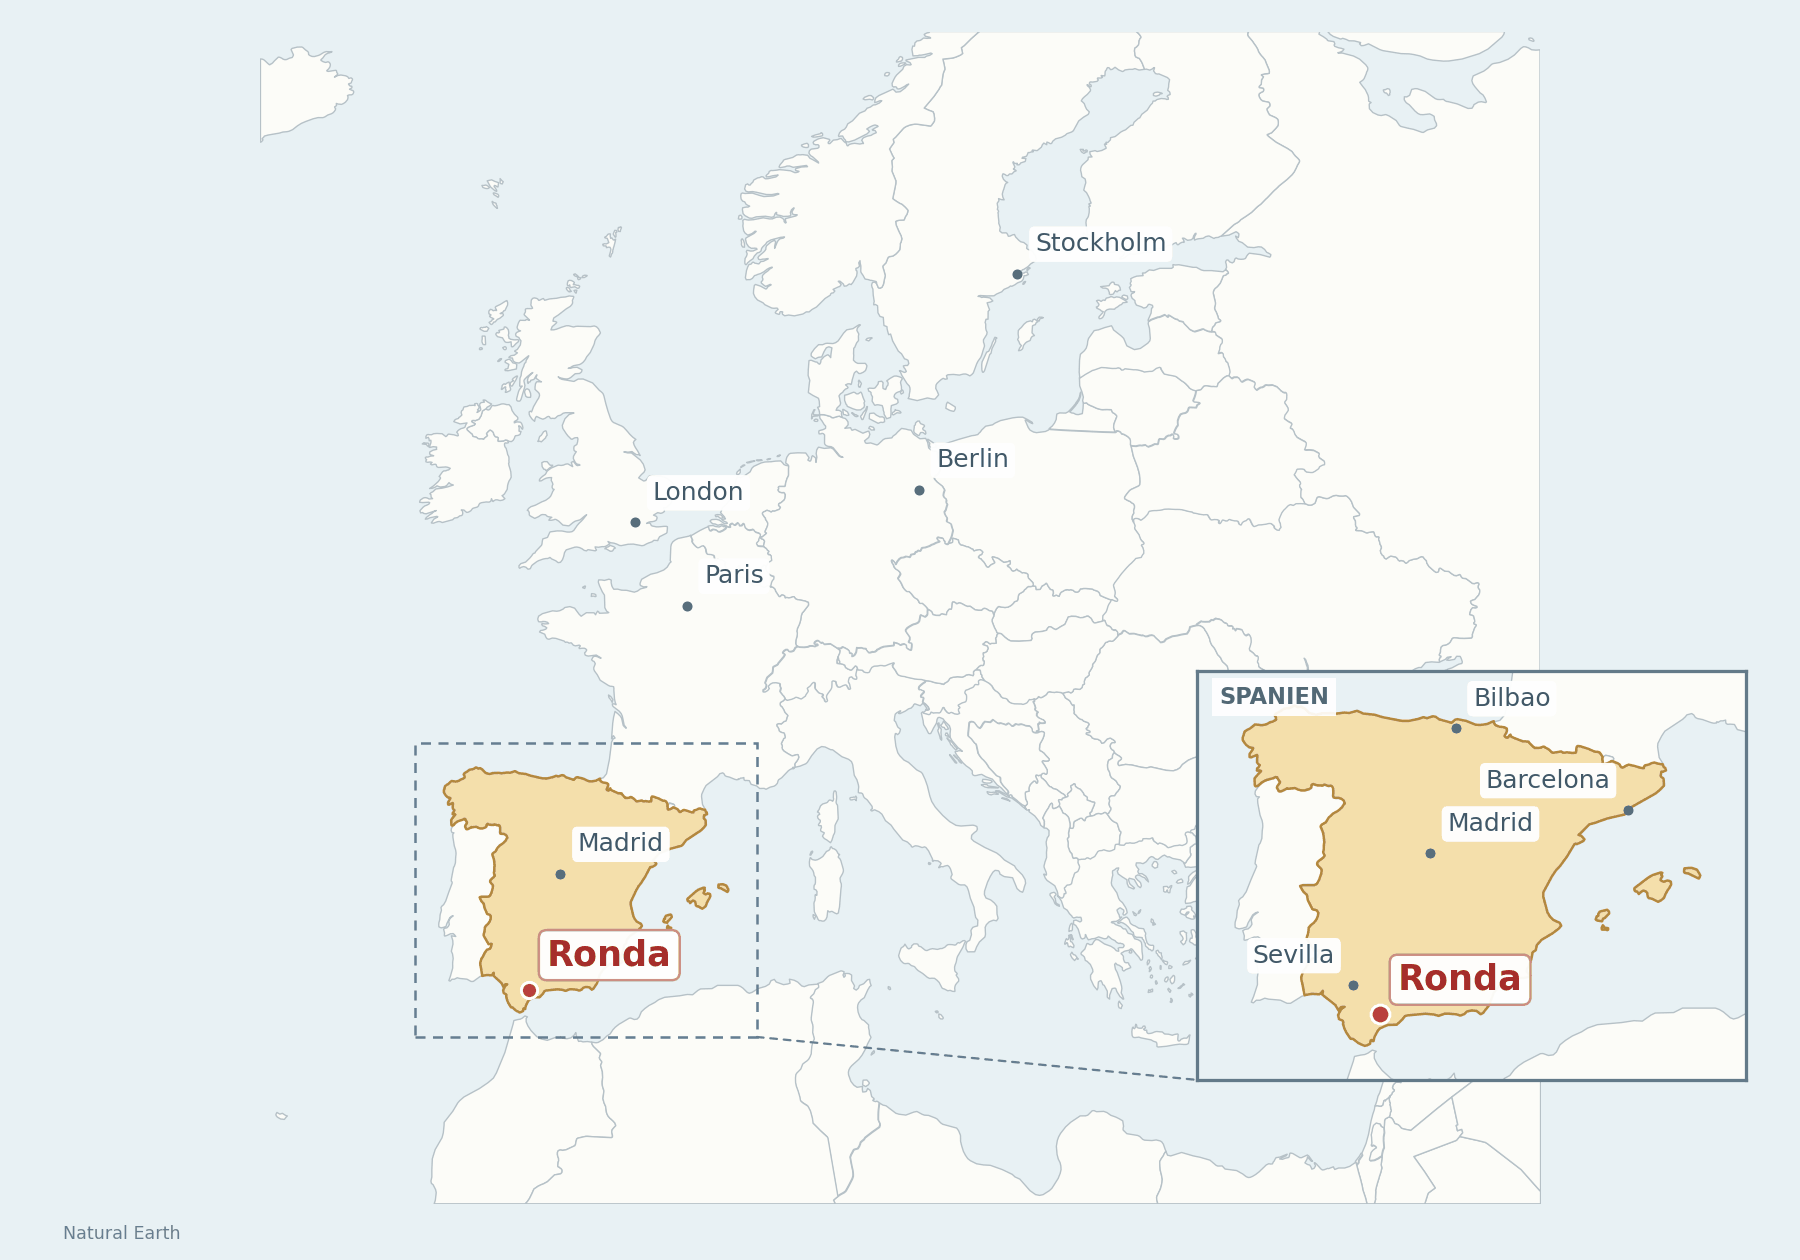 Stockholm
Berlin
London
Paris
Madrid
Ronda
SPANIEN
Bilbao
Barcelona
Madrid
Sevilla
Ronda
Natural Earth